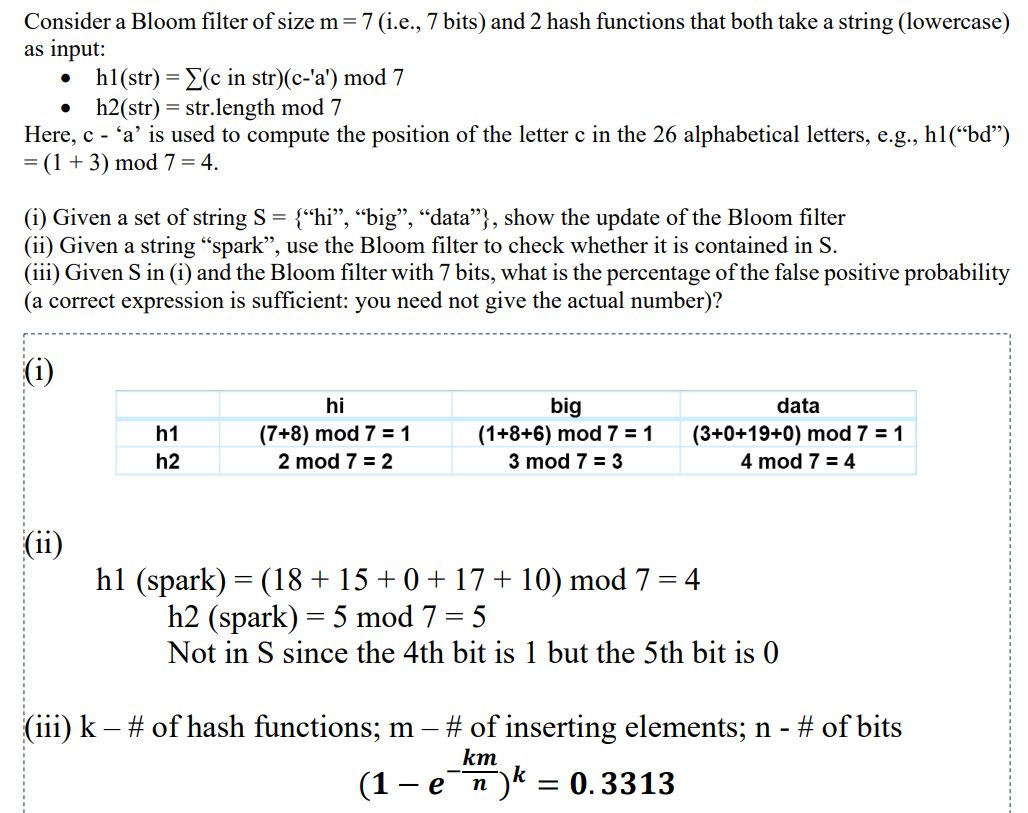 Consider a Bloom filter of size m = 7 (i.e., 7 bits) and 2 hash functions that both take a string (lowercase)
as input:
• h1(str) = ∑(c in str)(c-'a') mod 7
• h2(str) = str.length mod 7
Here, c - ‘a’ is used to compute the position of the letter c in the 26 alphabetical letters, e.g., h1(“bd”)
= (1 + 3) mod 7 = 4.
(i) Given a set of string S = {“hi”, “big”, “data”}, show the update of the Bloom filter
(ii) Given a string “spark”, use the Bloom filter to check whether it is contained in S.
(iii) Given S in (i) and the Bloom filter with 7 bits, what is the percentage of the false positive probability
(a correct expression is sufficient: you need not give the actual number)?
(i)
hi big data
h1 (7+8) mod 7 = 1 (1+8+6) mod 7 = 1 (3+0+19+0) mod 7 = 1
h2 2 mod 7 = 2 3 mod 7 = 3 4 mod 7 = 4
(ii)
h1 (spark) = (18 + 15 + 0 + 17 + 10) mod 7 = 4
h2 (spark) = 5 mod 7 = 5
Not in S since the 4th bit is 1 but the 5th bit is 0
(iii) k – # of hash functions; m – # of inserting elements; n - # of bits
(1 − e^{−\frac{km}{n}})^k = 0.3313